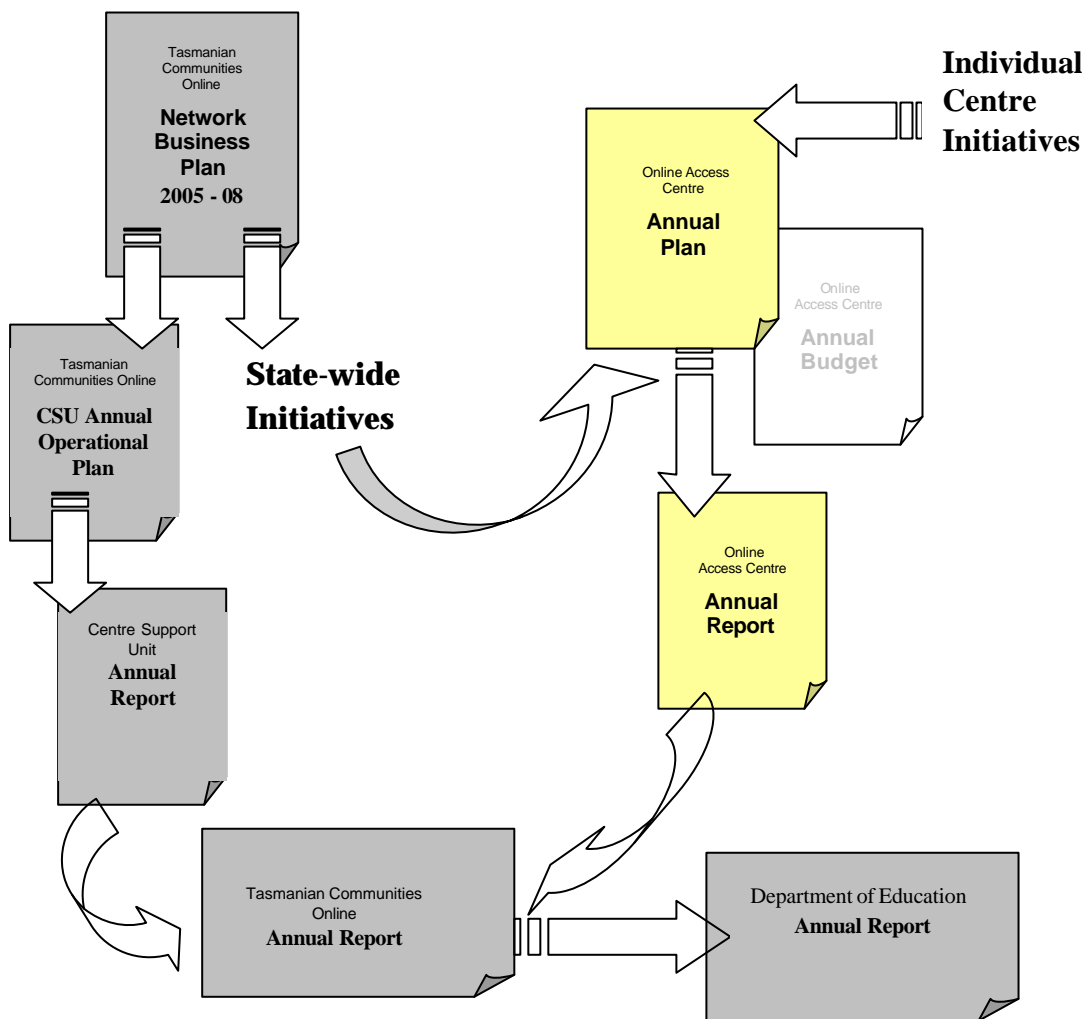 Tasmanian
Communities
Online
Network
Business
Plan
2005 - 08
Individual
Centre
Initiatives
Online Access
Centre
Annual
Plan
Online
Access Centre
Annual
Budget
Tasmanian
Communities Online
CSU Annual
Operational
Plan
State-wide
Initiatives
Online
Access Centre
Annual
Report
Centre Support
Unit
Annual
Report
Tasmanian Communities
Online
Annual Report
Department of Education
Annual Report